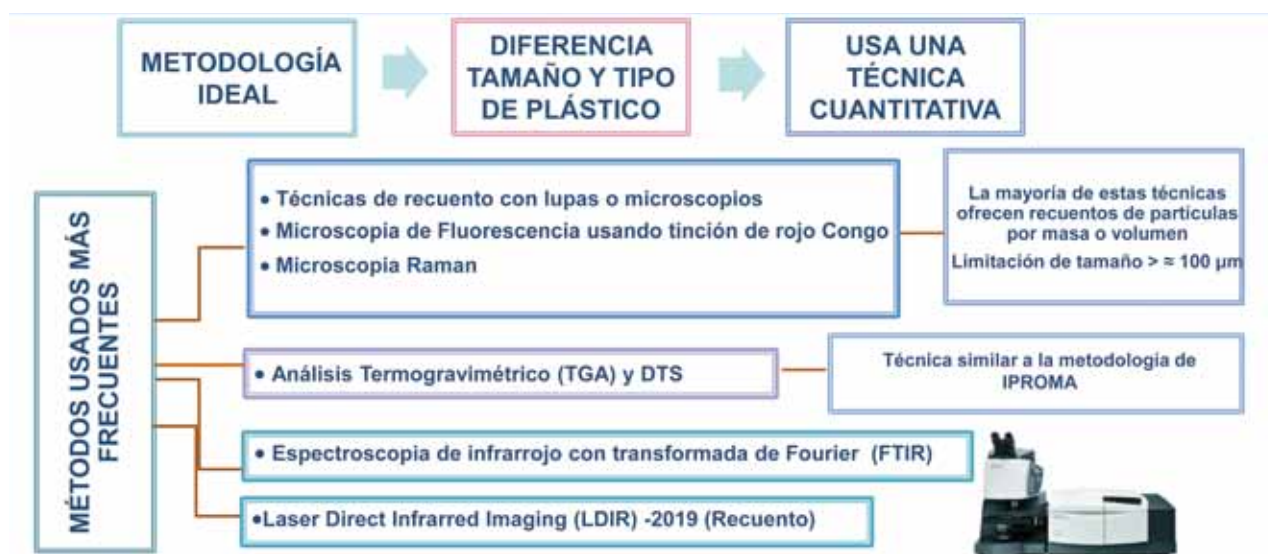 METODOLOGÍA
IDEAL
DIFERENCIA
TAMAÑO Y TIPO
DE PLÁSTICO
USA UNA
TÉCNICA
CUANTITATIVA
MÉTODOS USADOS MÁS
FRECUENTES
• Técnicas de recuento con lupas o microscopios
• Microscopia de Fluorescencia usando tinción de rojo Congo
• Microscopia Raman
La mayoría de estas técnicas
ofrecen recuentos de partículas
por masa o volumen
Limitación de tamaño > ≈ 100 µm
• Análisis Termogravimétrico (TGA) y DTS
Técnica similar a la metodología de
IPROMA
• Espectroscopia de infrarrojo con transformada de Fourier (FTIR)
•Laser Direct Infrarred Imaging (LDIR) -2019 (Recuento)